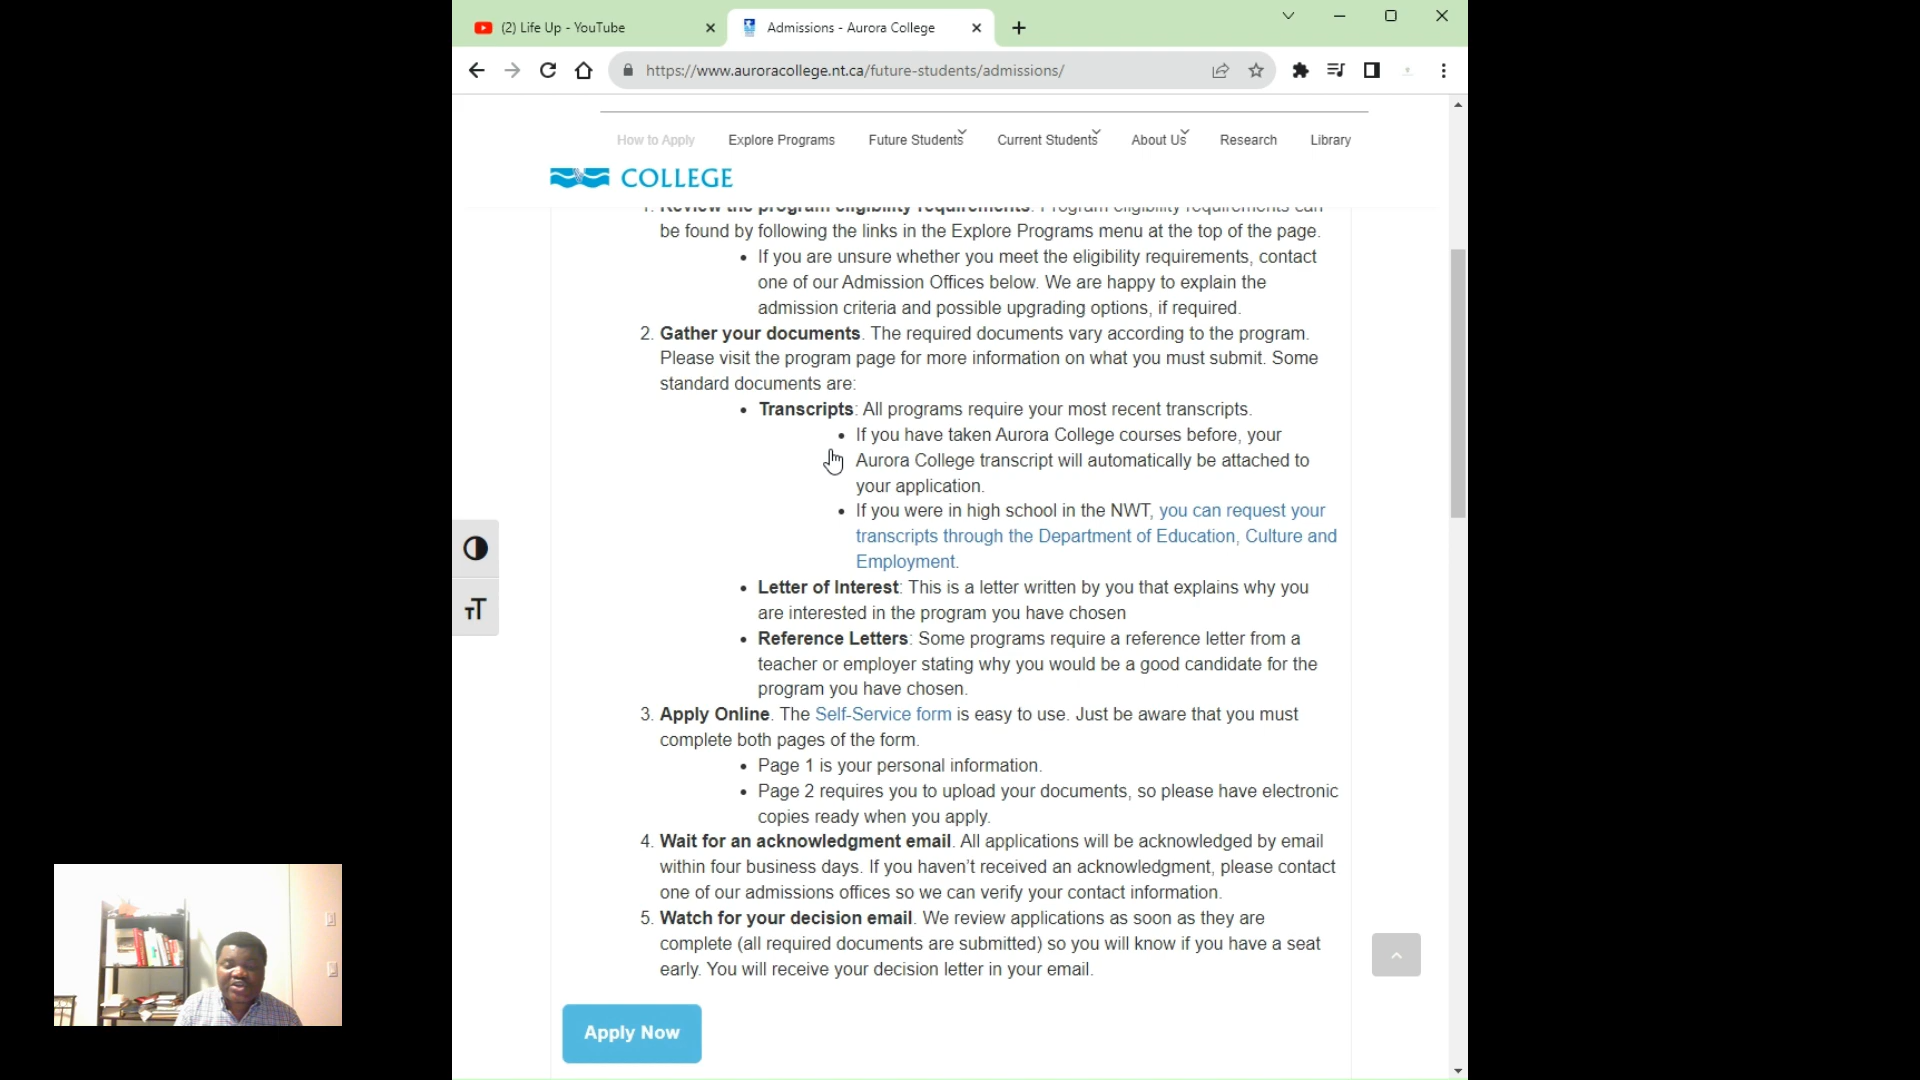 (2) Life Up - YouTube
Admissions - Aurora College
https://www.auroracollege.nt.ca/future-students/admissions/
How to Apply Explore Programs Future Students Current Students About Us Research Library
COLLEGE
1. Review the program eligibility requirements. Program eligibility requirements can
be found by following the links in the Explore Programs menu at the top of the page.
• If you are unsure whether you meet the eligibility requirements, contact
one of our Admission Offices below. We are happy to explain the
admission criteria and possible upgrading options, if required.
2. Gather your documents. The required documents vary according to the program.
Please visit the program page for more information on what you must submit. Some
standard documents are:
• Transcripts: All programs require your most recent transcripts.
• If you have taken Aurora College courses before, your
Aurora College transcript will automatically be attached to
your application.
• If you were in high school in the NWT, you can request your
transcripts through the Department of Education, Culture and
Employment.
• Letter of Interest: This is a letter written by you that explains why you
are interested in the program you have chosen
• Reference Letters: Some programs require a reference letter from a
teacher or employer stating why you would be a good candidate for the
program you have chosen.
3. Apply Online. The Self-Service form is easy to use. Just be aware that you must
complete both pages of the form.
• Page 1 is your personal information.
• Page 2 requires you to upload your documents, so please have electronic
copies ready when you apply.
4. Wait for an acknowledgment email. All applications will be acknowledged by email
within four business days. If you haven't received an acknowledgment, please contact
one of our admissions offices so we can verify your contact information.
5. Watch for your decision email. We review applications as soon as they are
complete (all required documents are submitted) so you will know if you have a seat
early. You will receive your decision letter in your email.
Apply Now
TT